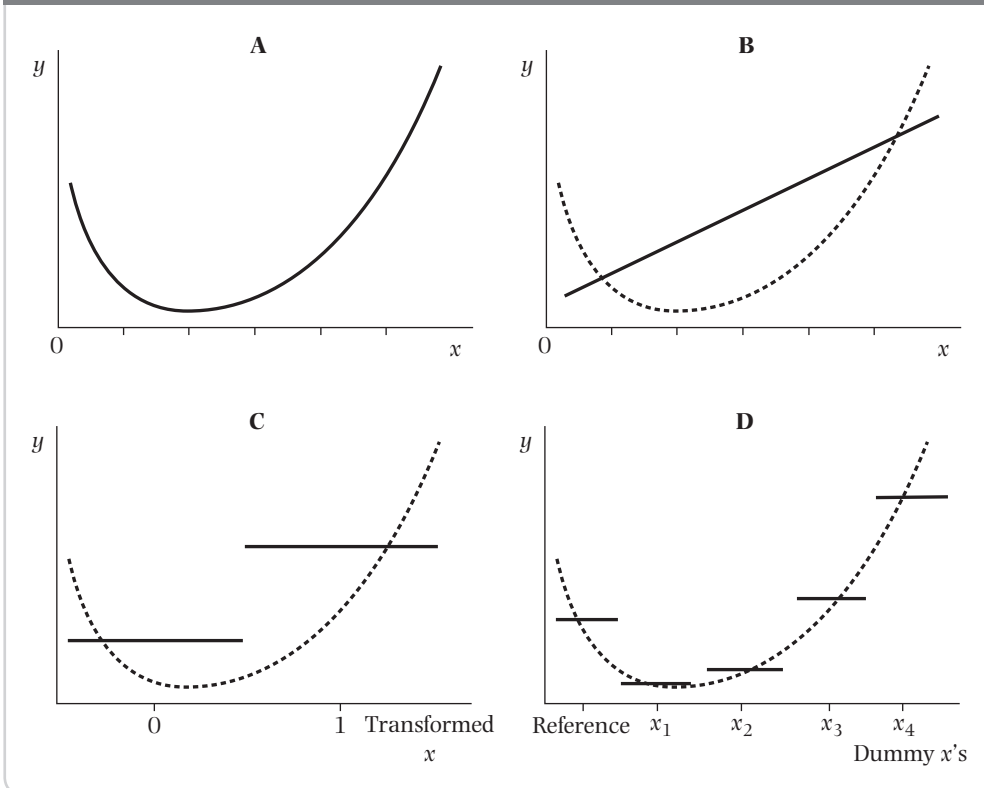 A
y
0
x
B
y
0
x
C
y
0 1 Transformed
x
D
y
Reference x1 x2 x3 x4
Dummy x's